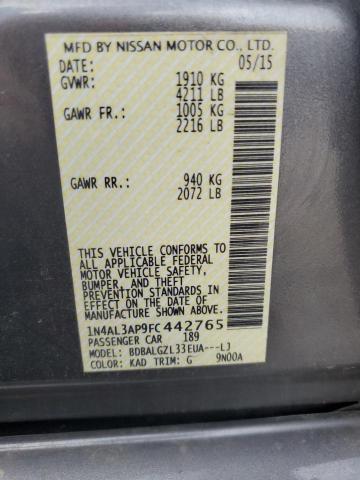 MFD BY NISSAN MOTOR CO., LTD.
DATE: 05/15
GVWR: 1910 KG
4211 LB
GAWR FR.: 1005 KG
2216 LB
GAWR RR.: 940 KG
2072 LB
THIS VEHICLE CONFORMS TO
ALL APPLICABLE FEDERAL
MOTOR VEHICLE SAFETY,
BUMPER, AND THEFT
PREVENTION STANDARDS IN
EFFECT ON THE DATE OF
MANUFACTURE SHOWN ABOVE.
1N4AL3AP9FC442765
PASSENGER CAR 189
MODEL: BDBALGZL33EUA---LJ
COLOR: KAD TRIM: G 9N00A